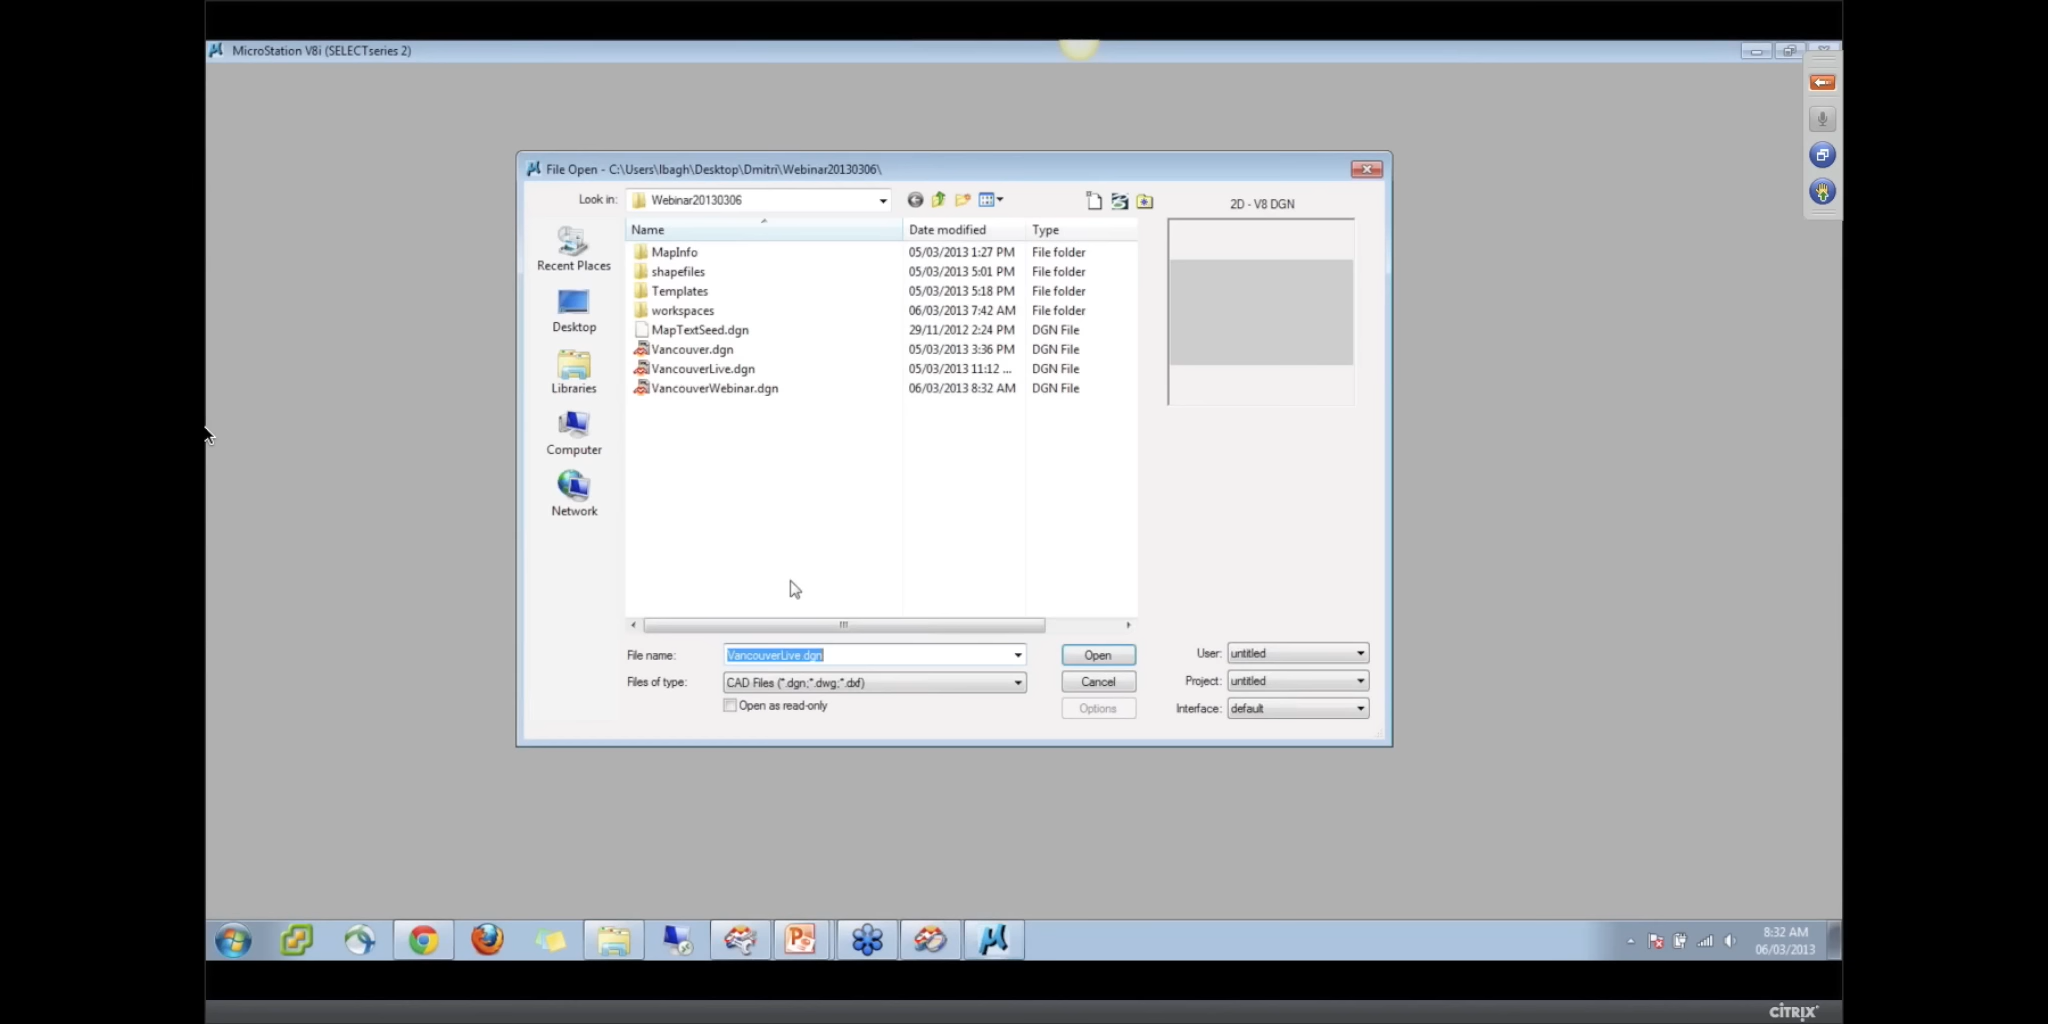 MicroStation V8i (SELECTseries 2)
File Open - C:\Users\lbagh\Desktop\Dmitri\Webinar20130306\
Look in: Webinar20130306
2D - V8 DGN
Name Date modified Type
Recent Places
Desktop
Libraries
Computer
Network
MapInfo 05/03/2013 1:27 PM File folder
shapefiles 05/03/2013 5:01 PM File folder
Templates 05/03/2013 5:18 PM File folder
workspaces 06/03/2013 7:42 AM File folder
MapTextSeed.dgn 29/11/2012 2:24 PM DGN File
Vancouver.dgn 05/03/2013 3:36 PM DGN File
VancouverLive.dgn 05/03/2013 11:12 ... DGN File
VancouverWebinar.dgn 06/03/2013 8:32 AM DGN File
File name: VancouverLive.dgn Open User: untitled
Files of type: CAD Files (*.dgn;*.dwg;*.dxf) Cancel Project: untitled
Open as read-only Options Interface: default
8:32 AM
06/03/2013
CITRIX